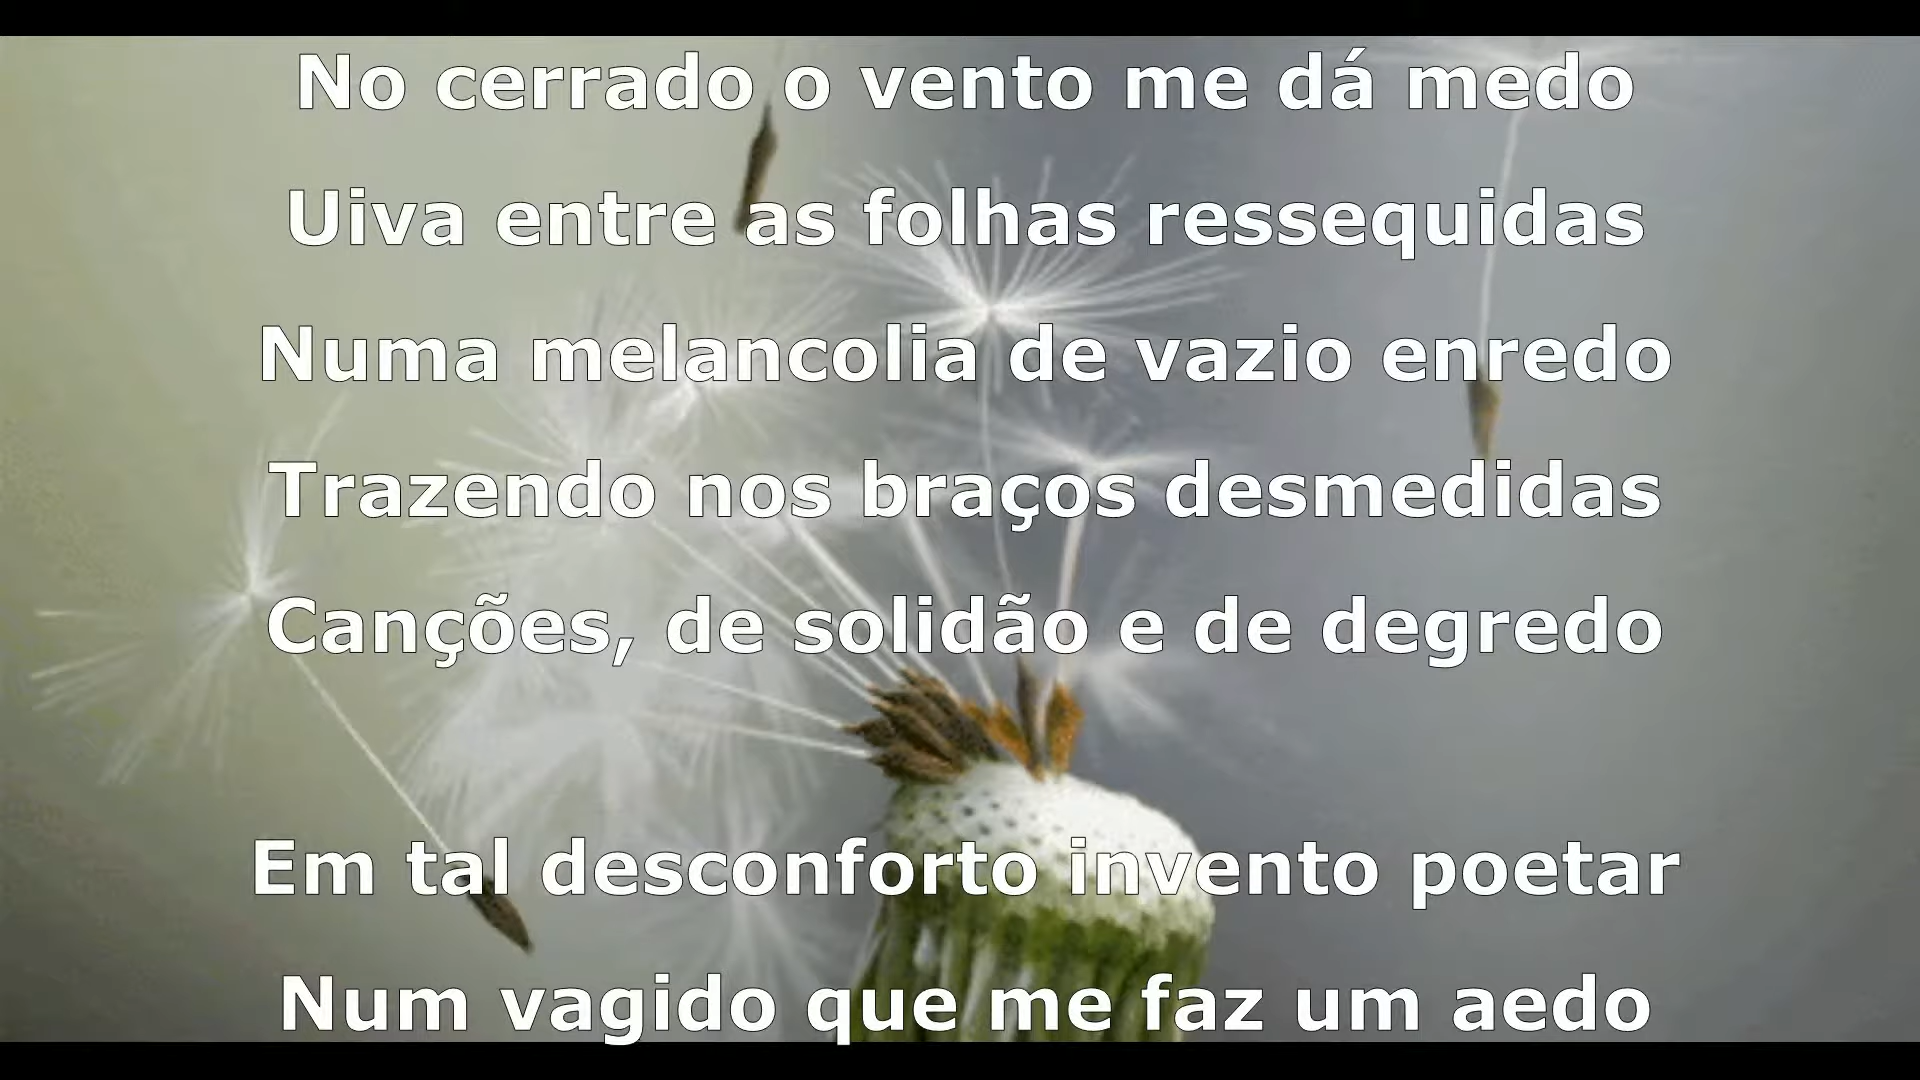 No cerrado o vento me dá medo
Uiva entre as folhas ressequidas
Numa melancolia de vazio enredo
Trazendo nos braços desmedidas
Canções, de solidão e de degredo
Em tal desconforto invento poetar
Num vagido que me faz um aedo